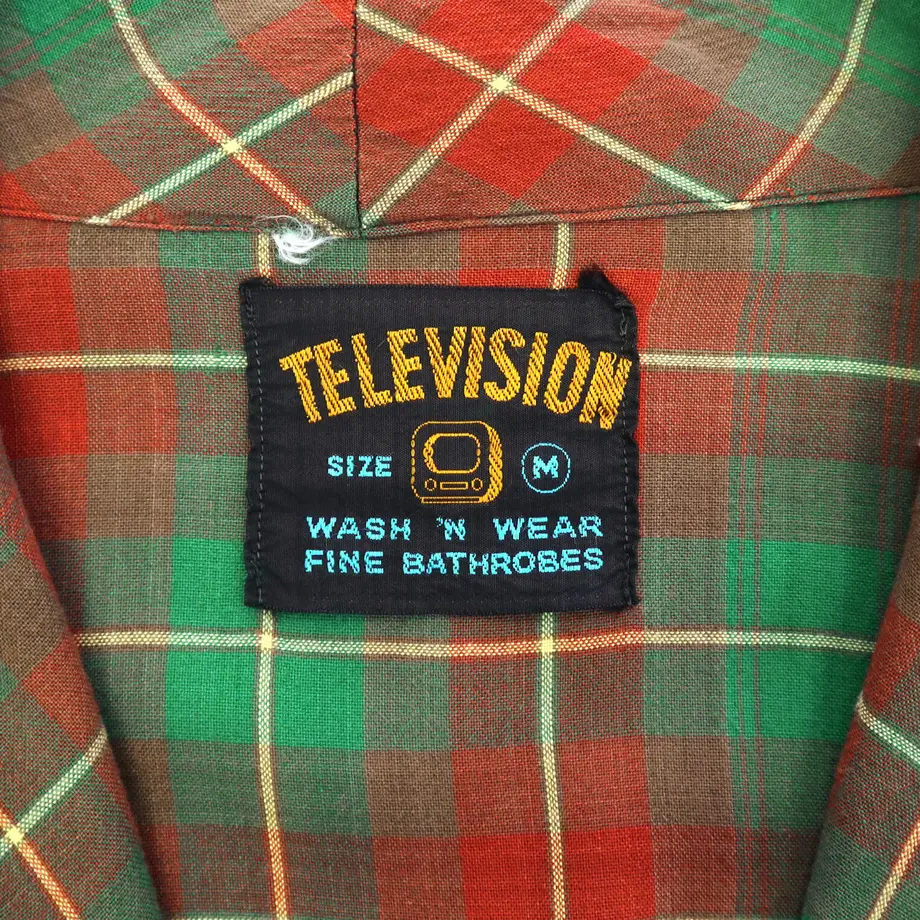 TELEVISION
SIZE M
WASH 'N WEAR
FINE BATHROBES